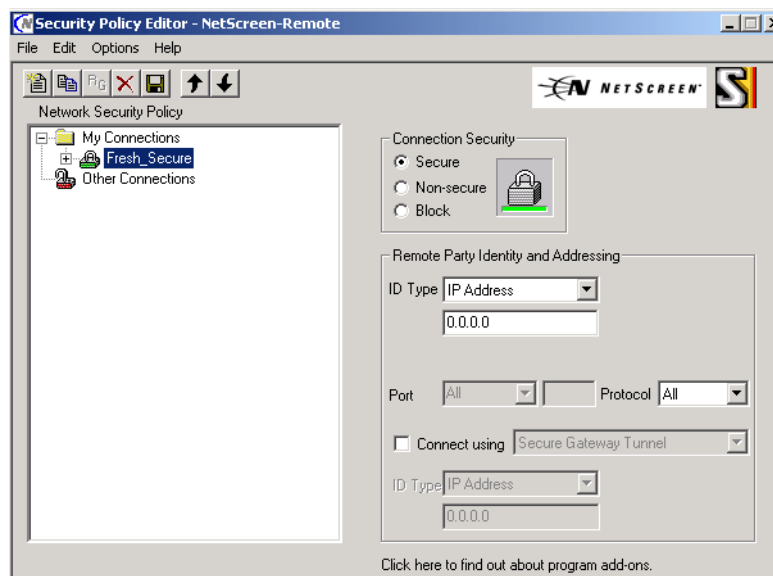 Security Policy Editor - NetScreen-Remote
File Edit Options Help
NETSCREEN
Network Security Policy
My Connections
Fresh_Secure
Other Connections
Connection Security
Secure
Non-secure
Block
Remote Party Identity and Addressing
ID Type IP Address
0.0.0.0
Port All Protocol All
Connect using Secure Gateway Tunnel
ID Type IP Address
0.0.0.0
Click here to find out about program add-ons.